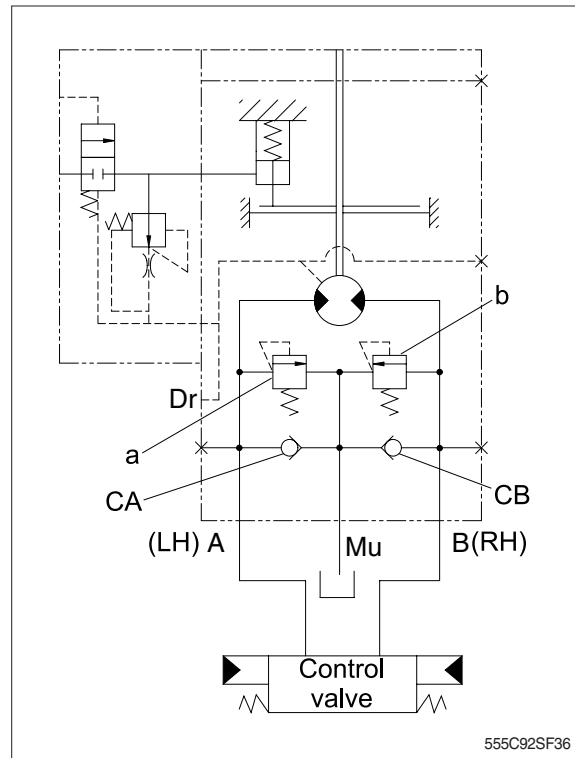 b
Dr
a
CA
CB
(LH) A
Mu
B(RH)
Control
valve
555C92SF36